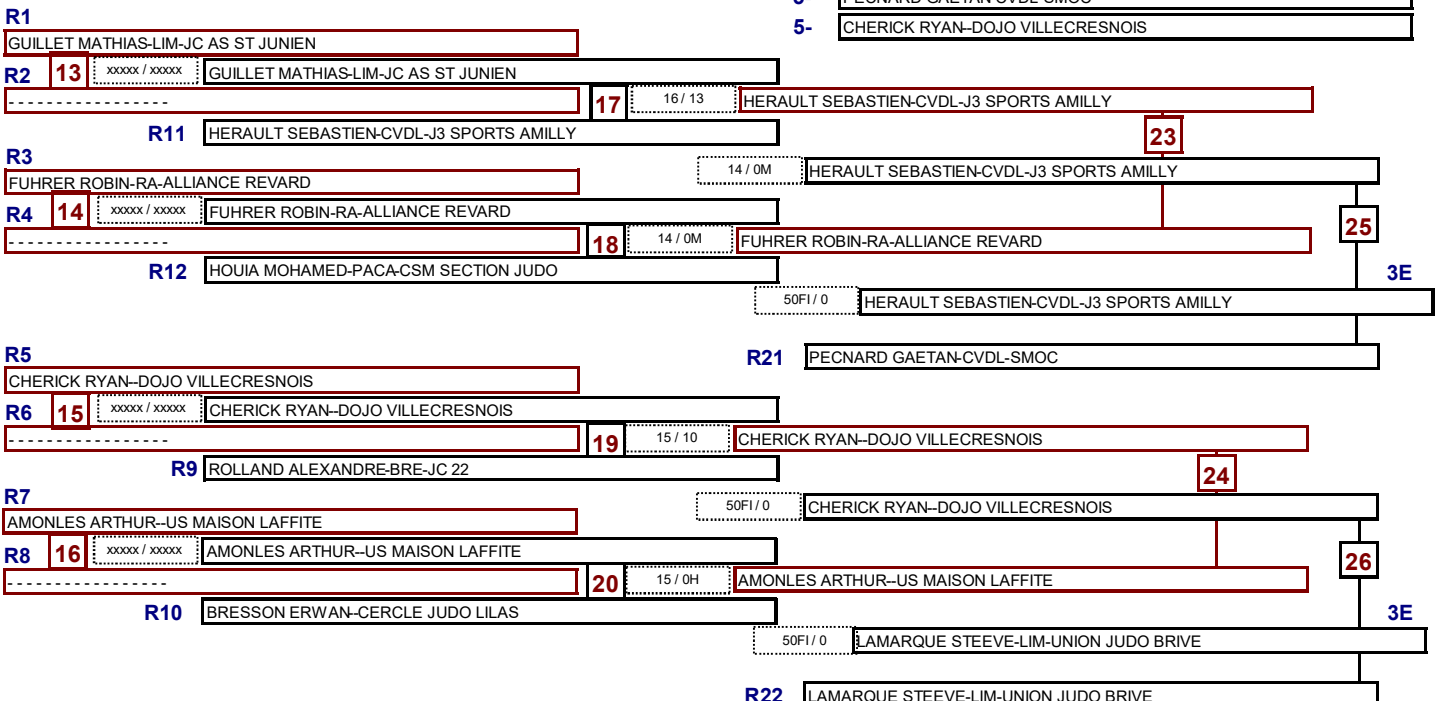 PECNARD GAETAN-CVDL-SMOC
R1
5- CHERICK RYAN--DOJO VILLECRESNOIS
GUILLET MATHIAS-LIM-JC AS ST JUNIEN
R2 13 xxxxx / xxxxx GUILLET MATHIAS-LIM-JC AS ST JUNIEN
- - - - - - - - - - - - - - - - - 17 16 / 13 HERAULT SEBASTIEN-CVDL-J3 SPORTS AMILLY
R11 HERAULT SEBASTIEN-CVDL-J3 SPORTS AMILLY 23
R3
14 / 0M HERAULT SEBASTIEN-CVDL-J3 SPORTS AMILLY
FUHRER ROBIN-RA-ALLIANCE REVARD
R4 14 xxxxx / xxxxx FUHRER ROBIN-RA-ALLIANCE REVARD 25
- - - - - - - - - - - - - - - - - 18 14 / 0M FUHRER ROBIN-RA-ALLIANCE REVARD
R12 HOUIA MOHAMED-PACA-CSM SECTION JUDO 3E
50FI / 0 HERAULT SEBASTIEN-CVDL-J3 SPORTS AMILLY
R5 R21 PECNARD GAETAN-CVDL-SMOC
CHERICK RYAN--DOJO VILLECRESNOIS
R6 15 xxxxx / xxxxx CHERICK RYAN--DOJO VILLECRESNOIS
- - - - - - - - - - - - - - - - - 19 15 / 10 CHERICK RYAN--DOJO VILLECRESNOIS
R9 ROLLAND ALEXANDRE-BRE-JC 22 24
R7
50FI / 0 CHERICK RYAN--DOJO VILLECRESNOIS
AMONLES ARTHUR--US MAISON LAFFITE
R8 16 xxxxx / xxxxx AMONLES ARTHUR--US MAISON LAFFITE 26
- - - - - - - - - - - - - - - - - 20 15 / 0H AMONLES ARTHUR--US MAISON LAFFITE
R10 BRESSON ERWAN--CERCLE JUDO LILAS 3E
50FI / 0 LAMARQUE STEEVE-LIM-UNION JUDO BRIVE
R22 LAMARQUE STEEVE-LIM-UNION JUDO BRIVE